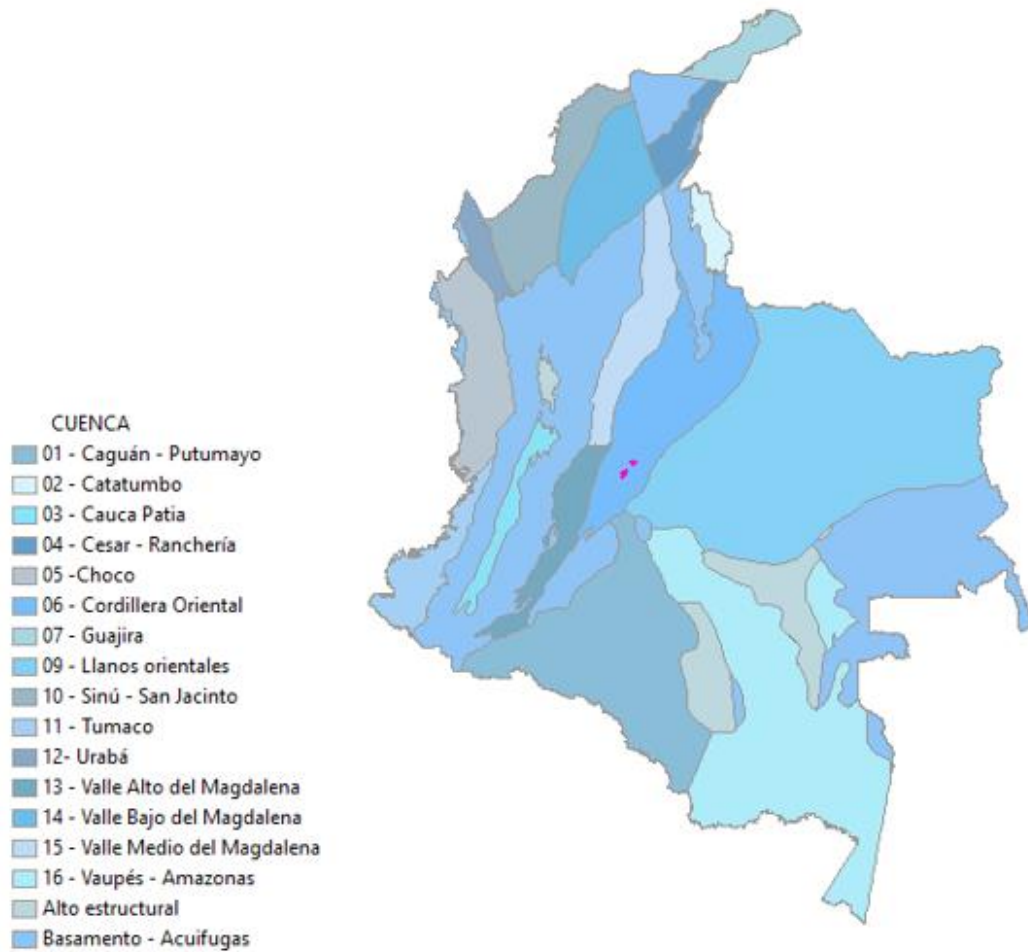 CUENCA
01 - Caguán - Putumayo
02 - Catatumbo
03 - Cauca Patia
04 - Cesar - Ranchería
05 -Choco
06 - Cordillera Oriental
07 - Guajira
09 - Llanos orientales
10 - Sinú - San Jacinto
11 - Tumaco
12- Urabá
13 - Valle Alto del Magdalena
14 - Valle Bajo del Magdalena
15 - Valle Medio del Magdalena
16 - Vaupés - Amazonas
Alto estructural
Basamento - Acuifugas